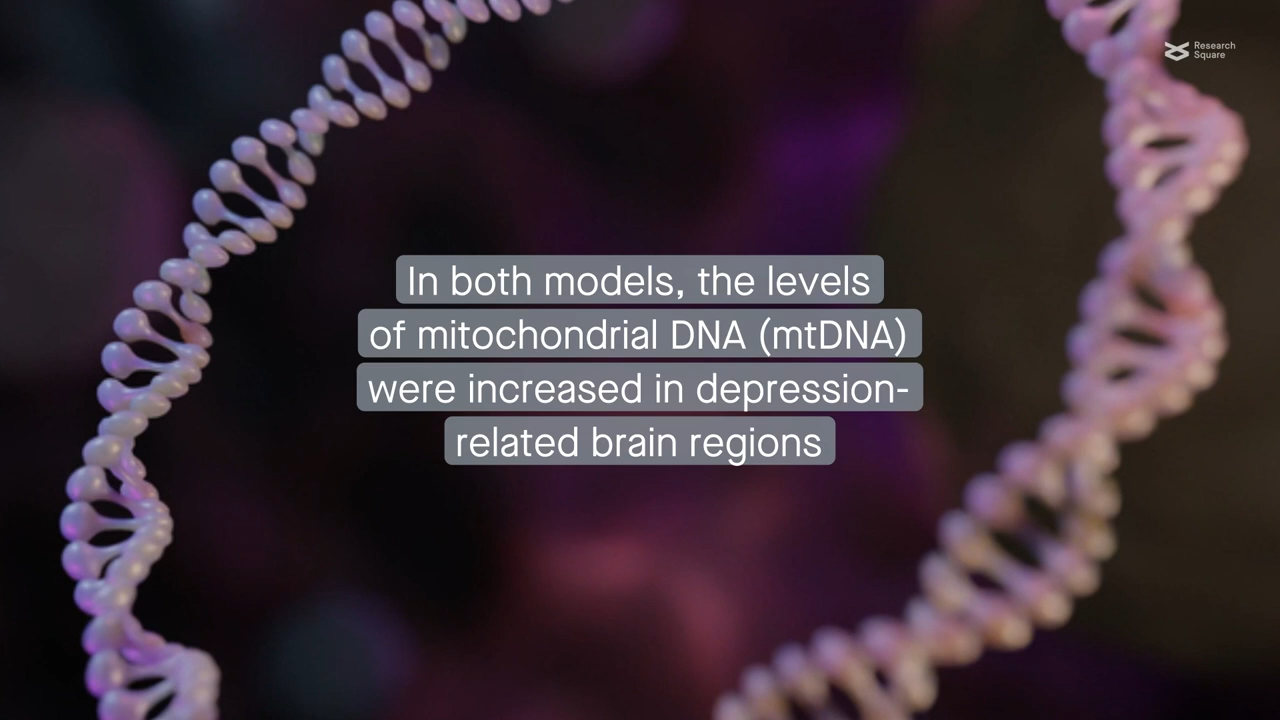 Research
Square
In both models, the levels
of mitochondrial DNA (mtDNA)
were increased in depression-
related brain regions